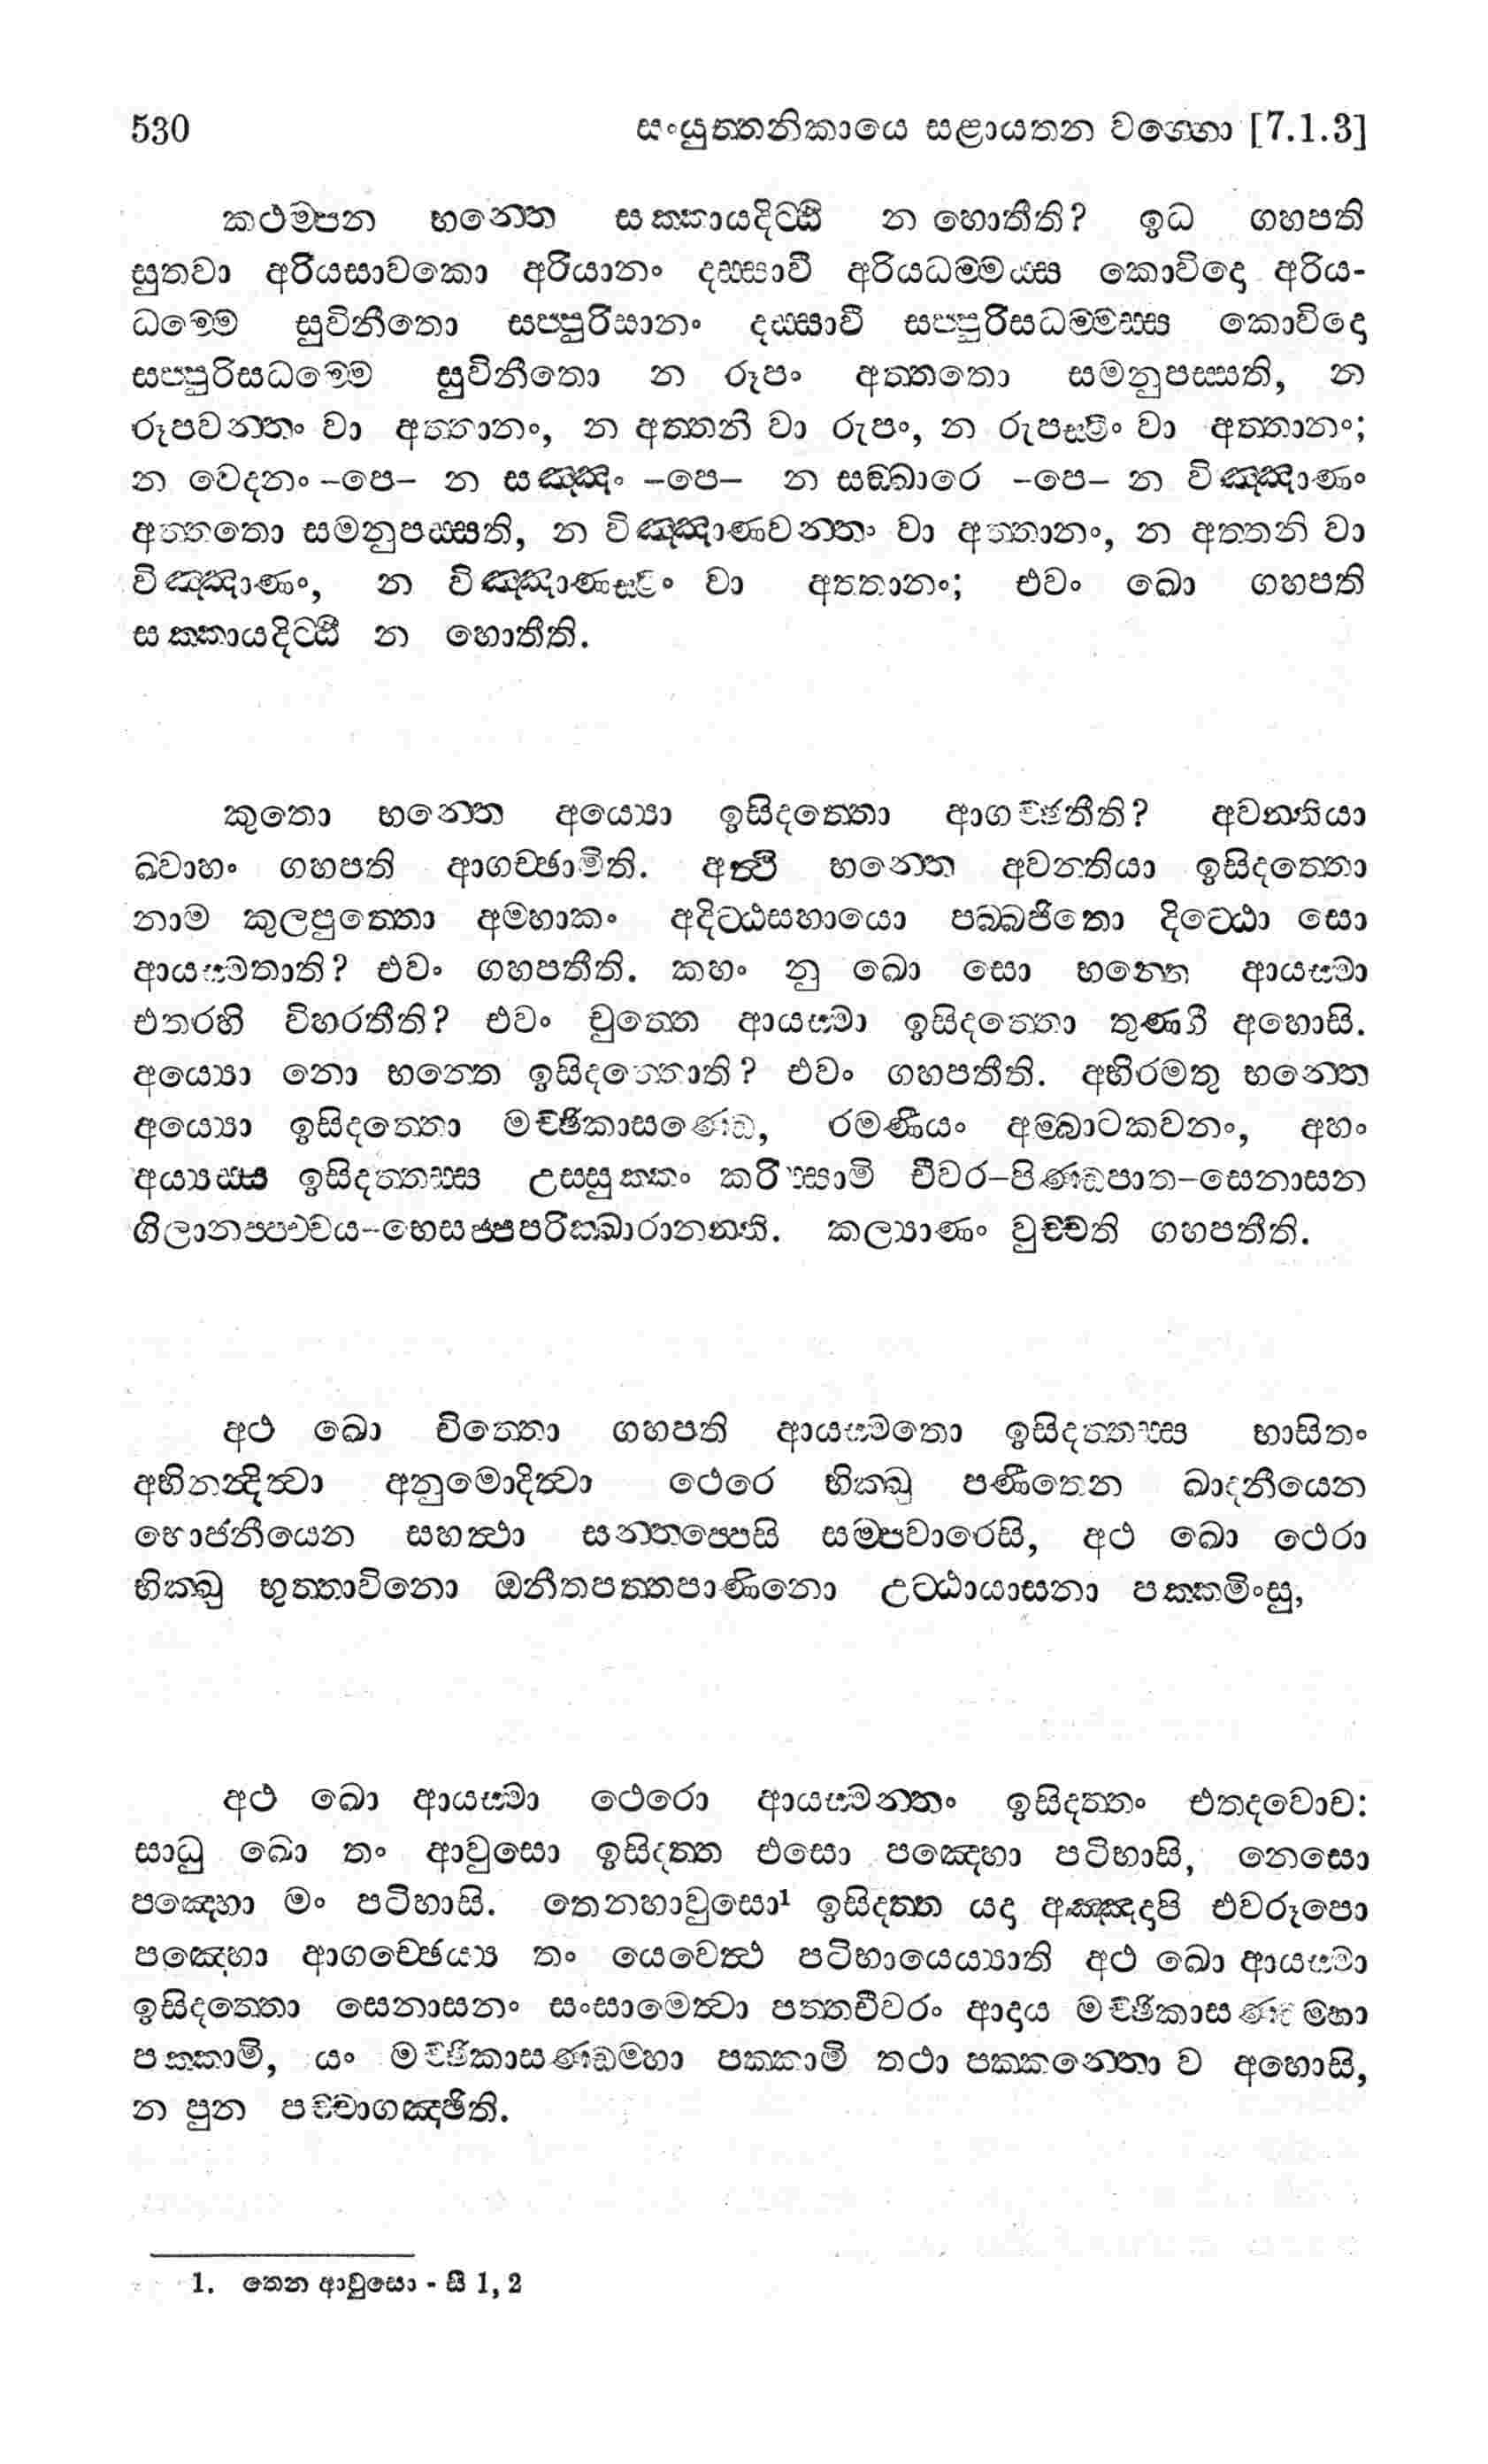 530 සංයුත්තනිකායෙ සළායතන වග්ගො [7.1.3]
කථම්පන භන්තෙ සක්කායදිට්ඨි න හොතීති? ඉධ ගහපති
සුතවා අරියසාවකො අරියානං දස්සාවී අරියධම්මයස්ස කොවිදො අරිය-
ධම්මෙ සුවිනීතො සප්පුරිසානං දස්සාවී සප්පුරිසධම්මස්ස කොවිදො
සප්පුරිසධම්මෙ සුවිනීතො න රූපං අත්තතො සමනුපස්සති, න
රූපවන්තං වා අත්තානං, න අත්තනි වා රූපං, න රූපස්මිං වා අත්තානං;
න වෙදනං -පෙ- න සඤ්ඤං -පෙ- න සඞ්ඛාරෙ -පෙ- න විඤ්ඤාණං
අත්තතො සමනුපස්සති, න විඤ්ඤාණවන්තං වා අත්තානං, න අත්තනි වා
විඤ්ඤාණං, න විඤ්ඤාණස්මිං වා අත්තානං; එවං ඛො ගහපති
සක්කායදිට්ඨි න හොතීති.
කුතො භන්තෙ අය්‍යො ඉසිදත්තො ආගච්ඡතීති? අවන්තියා
ඛවාහං ගහපති ආගච්ඡාමිති. අත්ථි භන්තෙ අවන්තියා ඉසිදත්තො
නාම කුලපුත්තො අම්හාකං අදිට්ඨසහායො පබ්බජිතො දිට්ඨො සො
ආයස්මතාති? එවං ගහපතීති. කහං නු ඛො සො භන්තෙ ආයස්මා
එතරහි විහරතීති? එවං වුත්තෙ ආයස්මා ඉසිදත්තො තුණ්හී අහොසි.
අය්‍යො නො භන්තෙ ඉසිදත්තොති? එවං ගහපතීති. අභිරමතු භන්තෙ
අය්‍යො ඉසිදත්තො මච්ඡිකාසණ්ඩෙ, රමණීයං අම්බාටකවනං, අහං
අය්‍යස්ස ඉසිදත්තස්ස උස්සුක්කං කරිස්සාමි චීවර-පිණ්ඩපාත-සෙනාසන
ගිලානප්පච්චය-භෙසජ්ජපරික්ඛාරානන්ති. කල්‍යාණං වුච්චති ගහපතීති.
අථ ඛො චිත්තො ගහපති ආයස්මතො ඉසිදත්තස්ස භාසිතං
අභිනන්දිත්වා අනුමොදිත්වා ථෙරෙ භික්ඛු පණීතෙන ඛාදනීයෙන
භොජනීයෙන සහත්ථා සන්තප්පෙසි සම්පවාරෙසි, අථ ඛො ථෙරා
භික්ඛු භුත්තාවිනො ඔනීතපත්තපාණිනො උට්ඨායාසනා පක්කමිංසු,
අථ ඛො ආයස්මා ථෙරො ආයස්මන්තං ඉසිදත්තං එතදවොච:
සාධු ඛො තං ආවුසො ඉසිදත්ත එසො පඤ්හො පටිභාසි, නෙසො
පඤ්හො මං පටිභාසි. තෙනහාවුසො¹ ඉසිදත්ත යදා අඤ්ඤදාපි එවරූපො
පඤ්හො ආගච්ඡෙය්‍ය තං යෙවෙත්ථ පටිභායෙය්‍යාති අථ ඛො ආයස්මා
ඉසිදත්තො සෙනාසනං සංසාමෙත්වා පත්තචීවරං ආදාය මච්ඡිකාසණ්ඩම්හා
පක්කාමි, යං මච්ඡිකාසණ්ඩම්හා පක්කාමි තථා පක්කන්තො ව අහොසි,
න පුන පච්චාගඤ්ඡිති.
1. තෙන ආවුසො - සී 1, 2